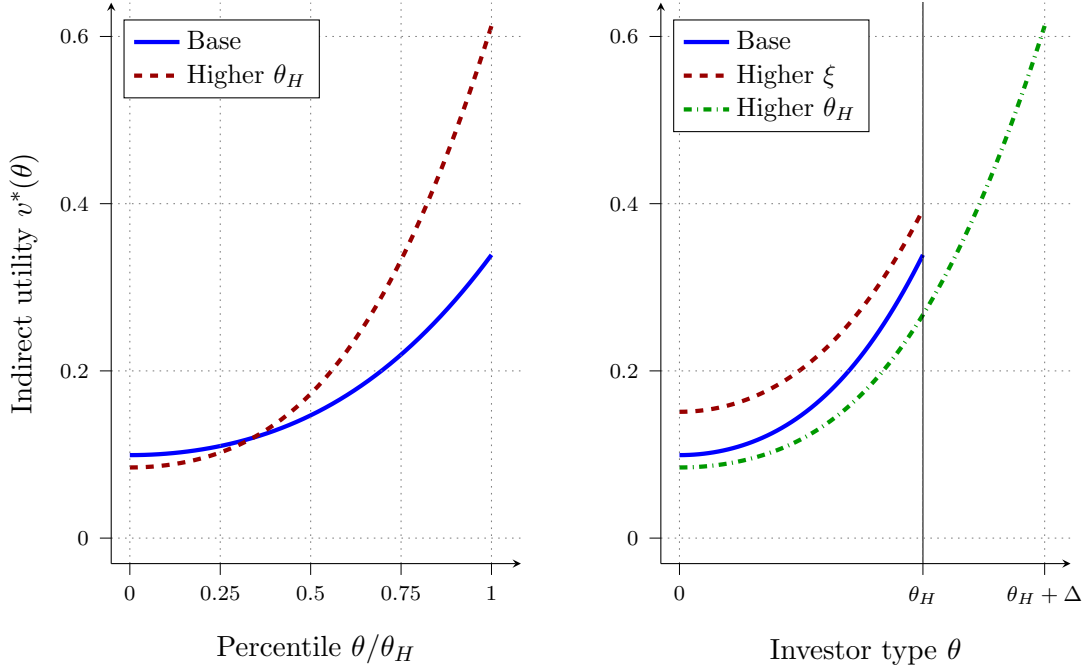 Indirect utility v*(θ)
0.6
0.4
0.2
0
Base
Higher θ_H
0
0.25
0.5
0.75
1
Percentile θ/θ_H
0.6
0.4
0.2
0
Base
Higher ξ
Higher θ_H
0
θ_H
θ_H + Δ
Investor type θ